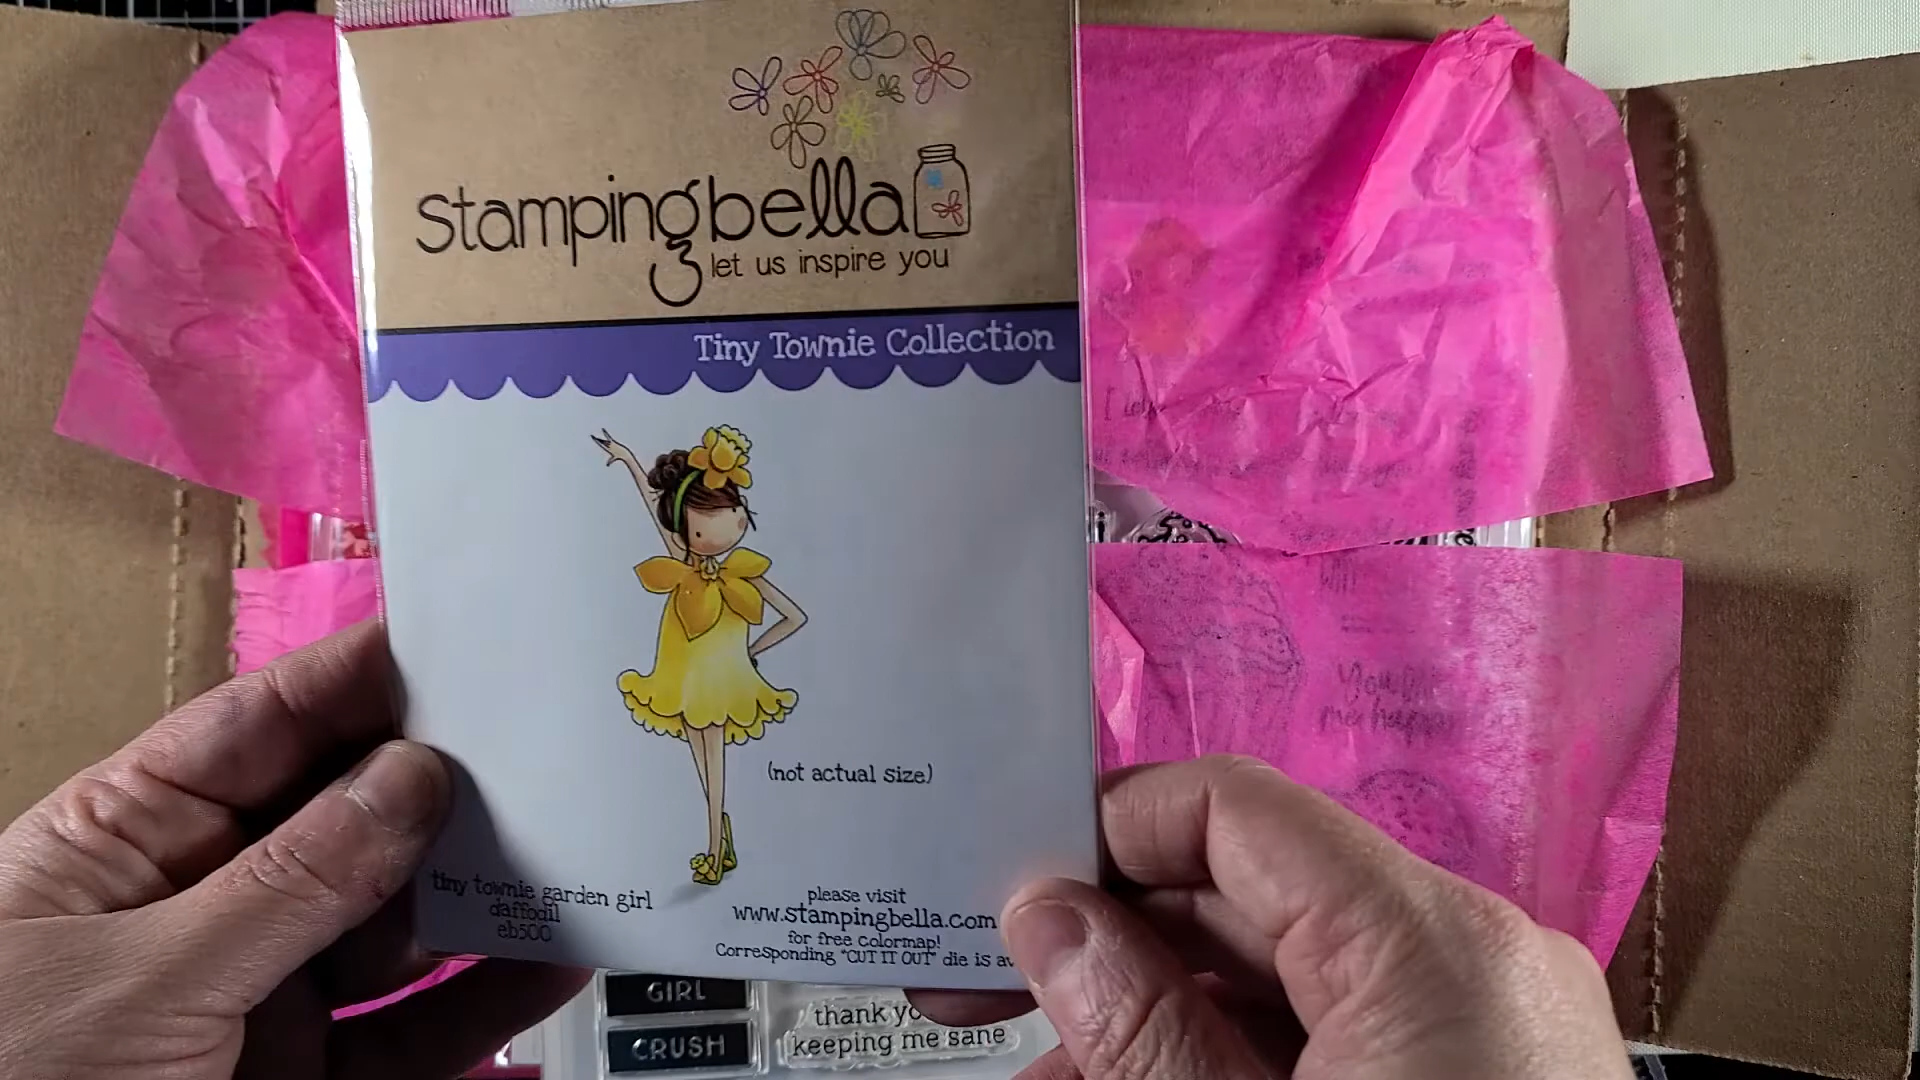 stampingbella
let us inspire you
Tiny Townie Collection
(not actual size)
tiny townie garden girl
daffodil
eb500
please visit
www.stampingbella.com
for free colormap!
Corresponding "CUT IT OUT" die is av
GIRL
CRUSH
thank yo
keeping me sane